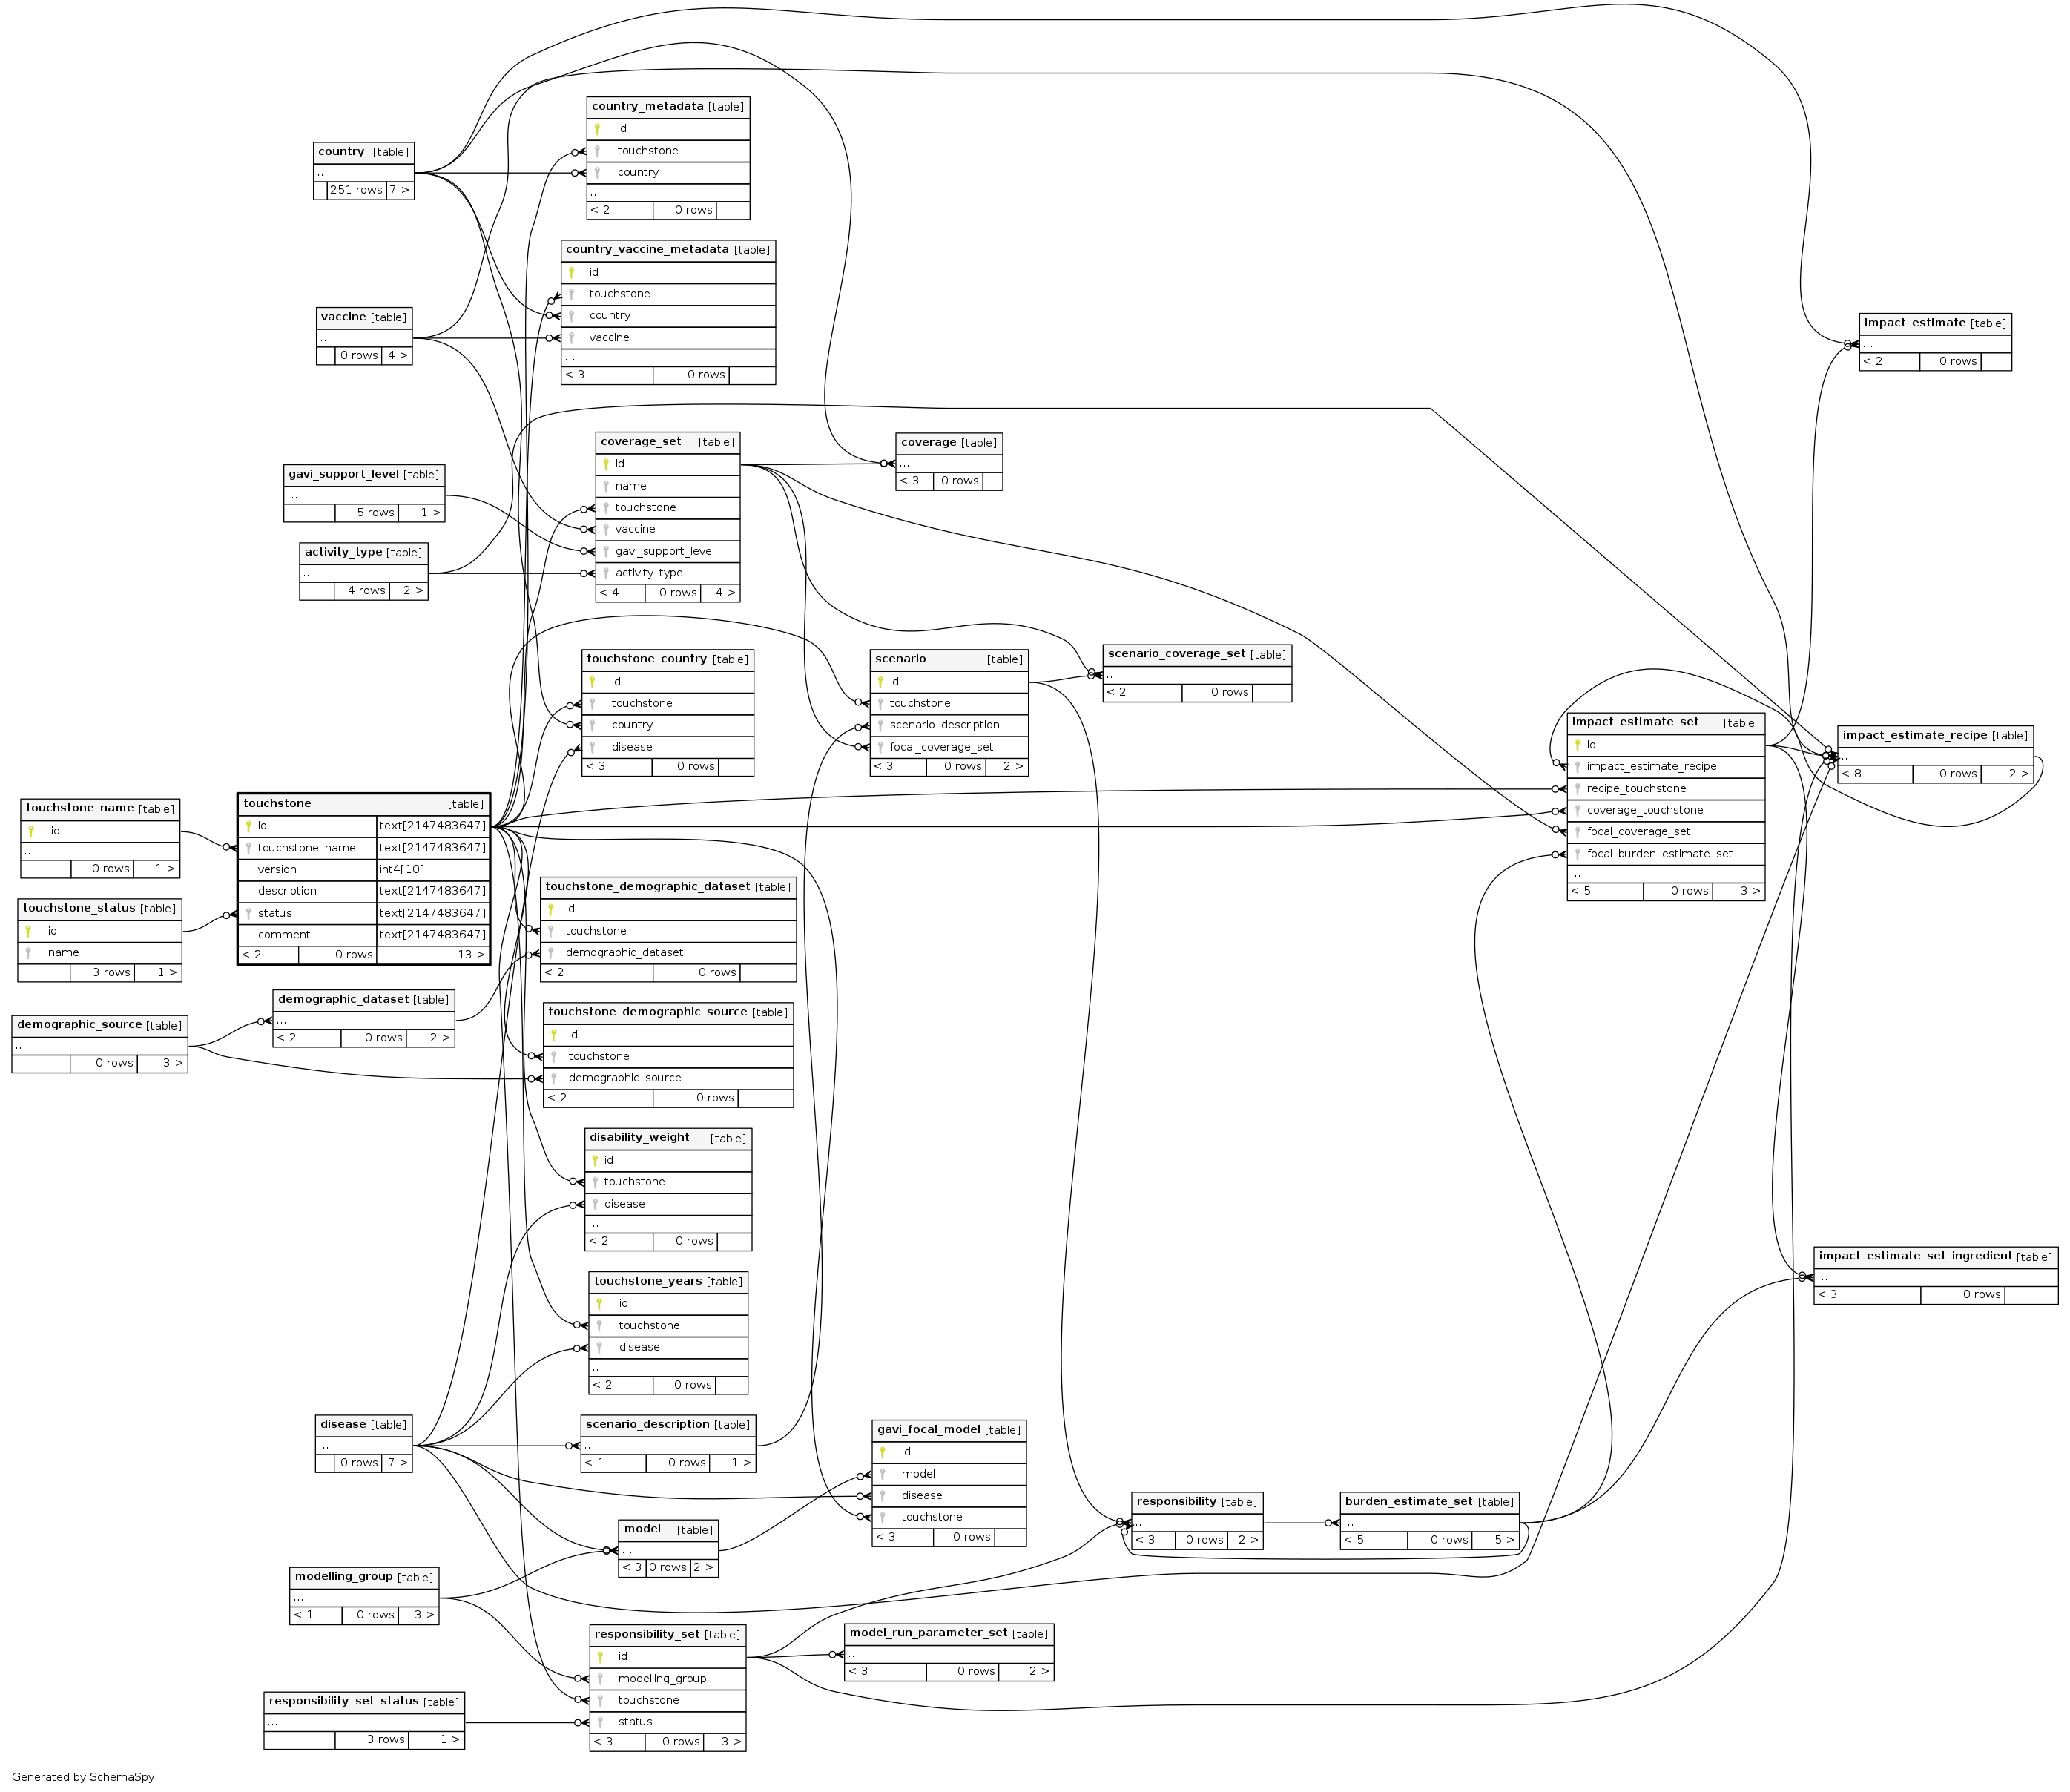 country_metadata [table]
id
touchstone
country
...
< 2 0 rows
country [table]
...
251 rows 7 >
country_vaccine_metadata [table]
id
touchstone
country
vaccine
...
< 3 0 rows
vaccine [table]
...
0 rows 4 >
impact_estimate [table]
...
< 2 0 rows
coverage_set [table]
id
name
touchstone
vaccine
gavi_support_level
activity_type
< 4 0 rows 4 >
coverage [table]
...
< 3 0 rows
gavi_support_level [table]
...
5 rows 1 >
activity_type [table]
...
4 rows 2 >
touchstone_country [table]
id
touchstone
country
disease
< 3 0 rows
scenario [table]
id
touchstone
scenario_description
focal_coverage_set
< 3 0 rows 2 >
scenario_coverage_set [table]
...
< 2 0 rows
impact_estimate_set [table]
id
impact_estimate_recipe
recipe_touchstone
coverage_touchstone
focal_coverage_set
focal_burden_estimate_set
...
< 5 0 rows 3 >
impact_estimate_recipe [table]
...
< 8 0 rows 2 >
touchstone_name [table]
id
...
0 rows 1 >
touchstone [table]
id text[2147483647]
touchstone_name text[2147483647]
version int4[10]
description text[2147483647]
status text[2147483647]
comment text[2147483647]
< 2 0 rows 13 >
touchstone_status [table]
id
name
3 rows 1 >
touchstone_demographic_dataset [table]
id
touchstone
demographic_dataset
< 2 0 rows
demographic_dataset [table]
...
< 2 0 rows 2 >
demographic_source [table]
...
0 rows 3 >
touchstone_demographic_source [table]
id
touchstone
demographic_source
< 2 0 rows
disability_weight [table]
id
touchstone
disease
...
< 2 0 rows
impact_estimate_set_ingredient [table]
...
< 3 0 rows
touchstone_years [table]
id
touchstone
disease
...
< 2 0 rows
disease [table]
...
0 rows 7 >
scenario_description [table]
...
< 1 0 rows 1 >
gavi_focal_model [table]
id
model
disease
touchstone
< 3 0 rows
responsibility [table]
...
< 3 0 rows 2 >
burden_estimate_set [table]
...
< 5 0 rows 5 >
model [table]
...
< 3 0 rows 2 >
modelling_group [table]
...
< 1 0 rows 3 >
responsibility_set [table]
id
modelling_group
touchstone
status
< 3 0 rows 3 >
model_run_parameter_set [table]
...
< 3 0 rows 2 >
responsibility_set_status [table]
...
3 rows 1 >
Generated by SchemaSpy